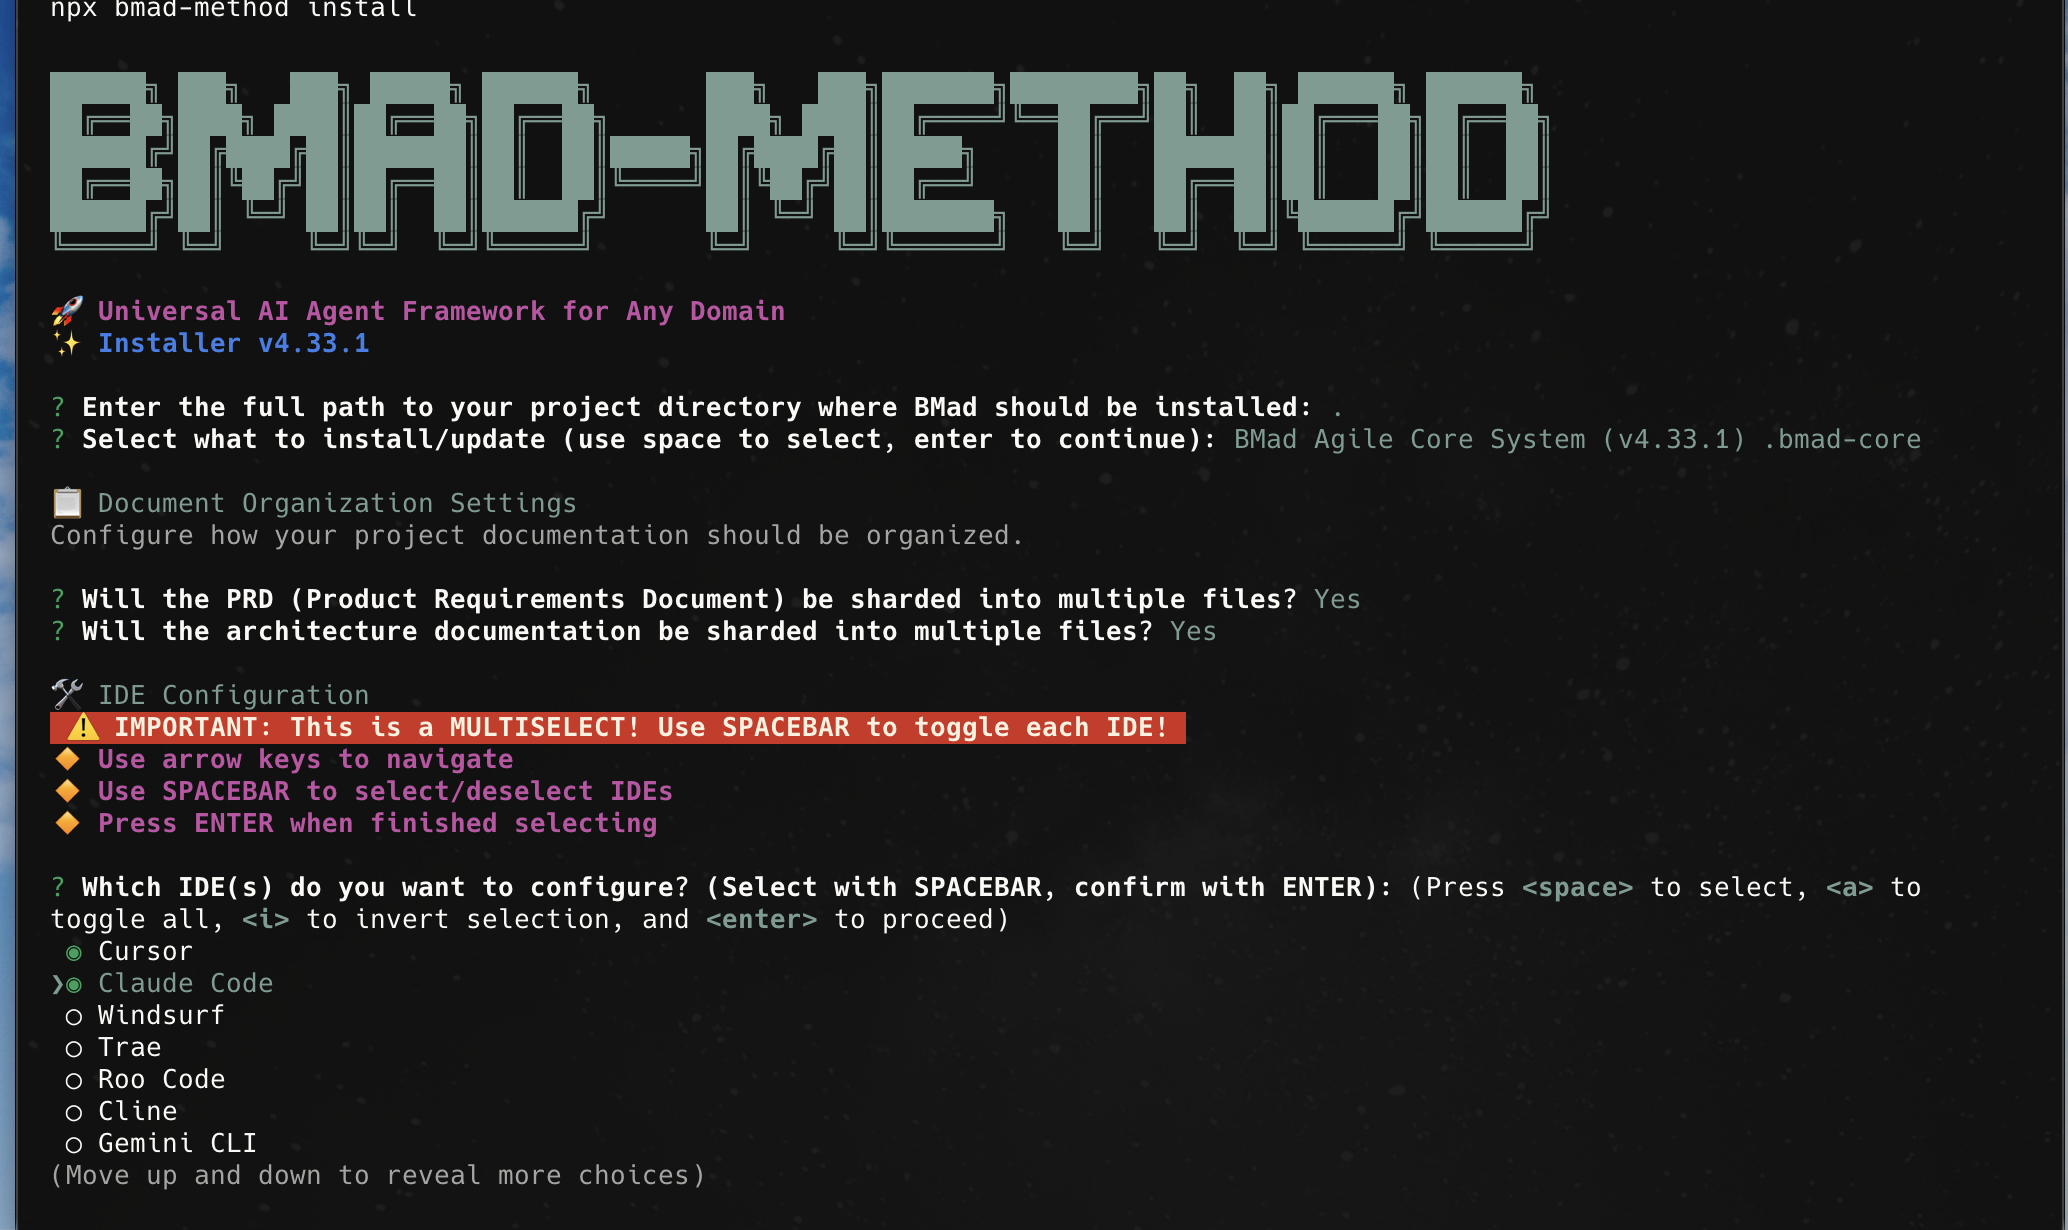 npx bmad-method install
BMAD-METHOD
🚀 Universal AI Agent Framework for Any Domain
✨ Installer v4.33.1
? Enter the full path to your project directory where BMad should be installed: .
? Select what to install/update (use space to select, enter to continue): BMad Agile Core System (v4.33.1) .bmad-core
📋 Document Organization Settings
Configure how your project documentation should be organized.
? Will the PRD (Product Requirements Document) be sharded into multiple files? Yes
? Will the architecture documentation be sharded into multiple files? Yes
🛠️ IDE Configuration
⚠️ IMPORTANT: This is a MULTISELECT! Use SPACEBAR to toggle each IDE!
🔸 Use arrow keys to navigate
🔸 Use SPACEBAR to select/deselect IDEs
🔸 Press ENTER when finished selecting
? Which IDE(s) do you want to configure? (Select with SPACEBAR, confirm with ENTER): (Press <space> to select, <a> to
toggle all, <i> to invert selection, and <enter> to proceed)
◉ Cursor
❯◉ Claude Code
◯ Windsurf
◯ Trae
◯ Roo Code
◯ Cline
◯ Gemini CLI
(Move up and down to reveal more choices)